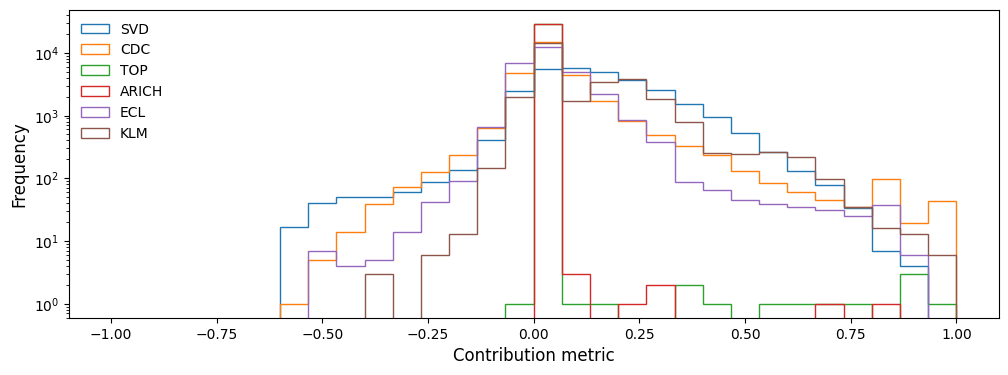 SVD
CDC
TOP
ARICH
ECL
KLM
Frequency
10⁴
10³
10²
10¹
10⁰
−1.00 −0.75 −0.50 −0.25 0.00 0.25 0.50 0.75 1.00
Contribution metric